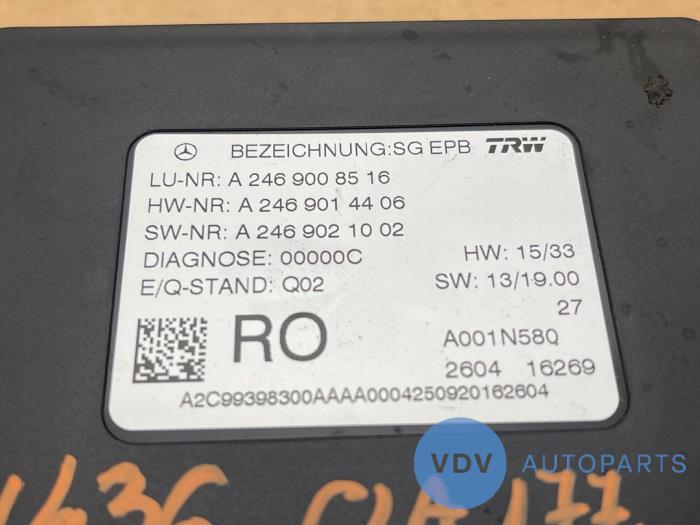 BEZEICHNUNG:SG EPB TRW
LU-NR: A 246 900 85 16
HW-NR: A 246 901 44 06
SW-NR: A 246 902 10 02
DIAGNOSE: 00000C HW: 15/33
E/Q-STAND: Q02 SW: 13/19.00
27
RO A001N58Q
2604 16269
A2C99398300AAAA0004250920162604
VDV AUTOPARTS
177